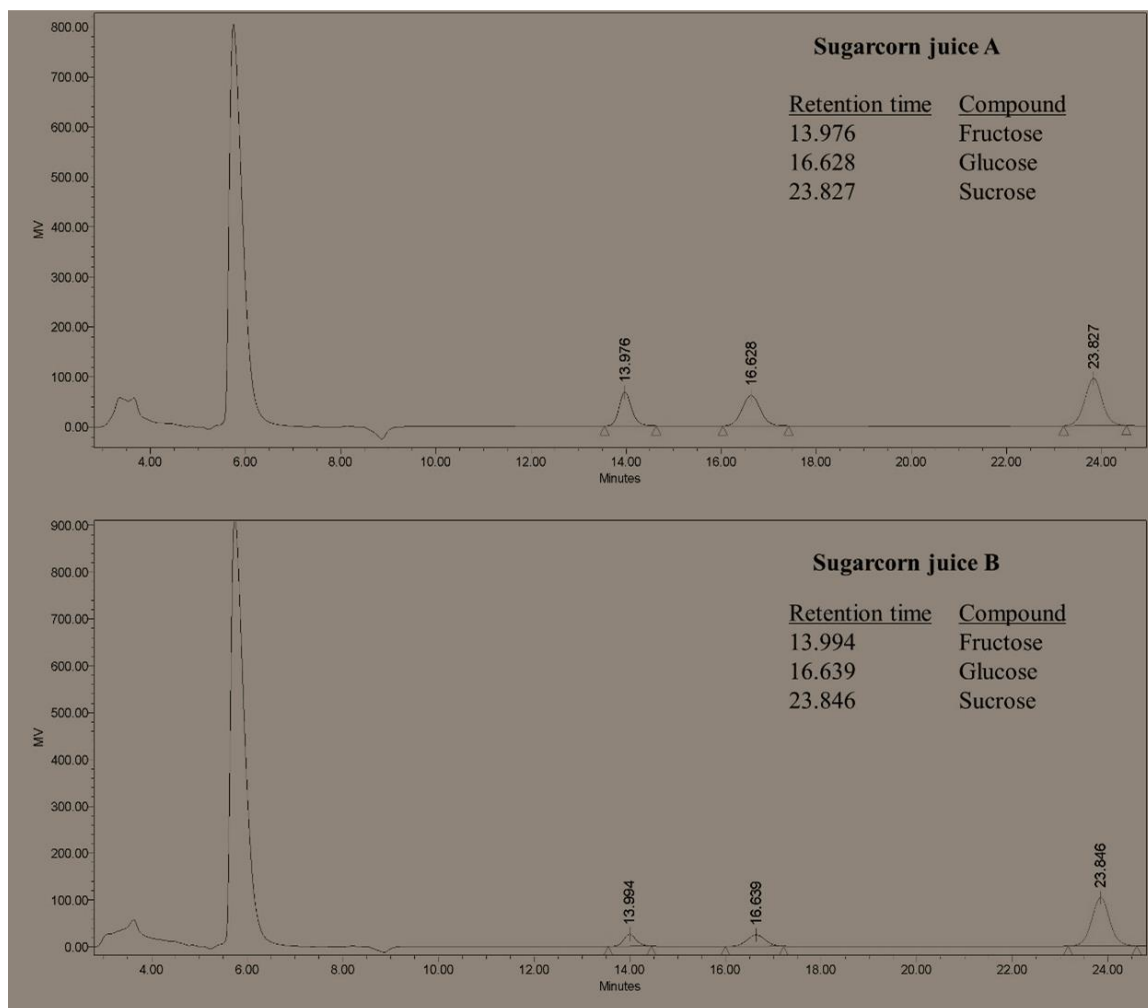 Sugarcorn juice A
Retention time Compound
13.976 Fructose
16.628 Glucose
23.827 Sucrose
800.00
700.00
600.00
500.00
400.00
300.00
200.00
100.00
0.00
MV
13.976
16.628
23.827
4.00 6.00 8.00 10.00 12.00 14.00 16.00 18.00 20.00 22.00 24.00
Minutes
Sugarcorn juice B
Retention time Compound
13.994 Fructose
16.639 Glucose
23.846 Sucrose
900.00
800.00
700.00
600.00
500.00
400.00
300.00
200.00
100.00
0.00
MV
13.994
16.639
23.846
4.00 6.00 8.00 10.00 12.00 14.00 16.00 18.00 20.00 22.00 24.00
Minutes